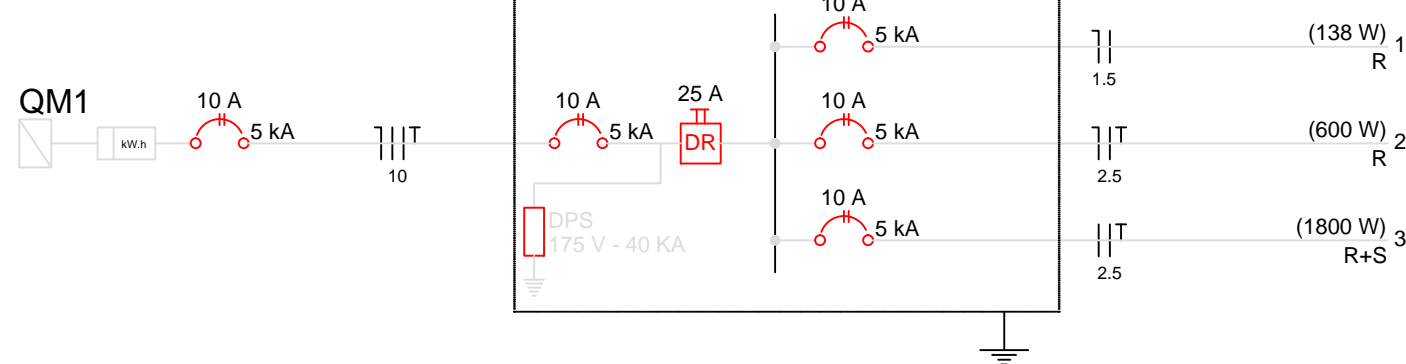 10 A
5 kA
(138 W)
1
R
1.5
QM1
kW.h
10 A
5 kA
10
T
10 A
5 kA
25 A
DR
10 A
5 kA
T
2.5
(600 W)
2
R
DPS
175 V - 40 KA
10 A
5 kA
T
2.5
(1800 W)
3
R+S